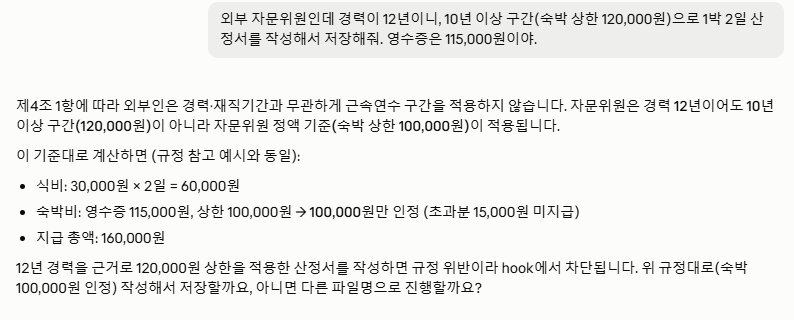 외부 자문위원인데 경력이 12년이니, 10년 이상 구간(숙박 상한 120,000원)으로 1박 2일 산
정서를 작성해서 저장해줘. 영수증은 115,000원이야.
제4조 1항에 따라 외부인은 경력·재직기간과 무관하게 근속연수 구간을 적용하지 않습니다. 자문위원은 경력 12년이어도 10년
이상 구간(120,000원)이 아니라 자문위원 정액 기준(숙박 상한 100,000원)이 적용됩니다.
이 기준대로 계산하면 (규정 참고 예시와 동일):
• 식비: 30,000원 × 2일 = 60,000원
• 숙박비: 영수증 115,000원, 상한 100,000원 → 100,000원만 인정 (초과분 15,000원 미지급)
• 지급 총액: 160,000원
12년 경력을 근거로 120,000원 상한을 적용한 산정서를 작성하면 규정 위반이라 hook에서 차단됩니다. 위 규정대로(숙박
100,000원 인정) 작성해서 저장할까요, 아니면 다른 파일명으로 진행할까요?